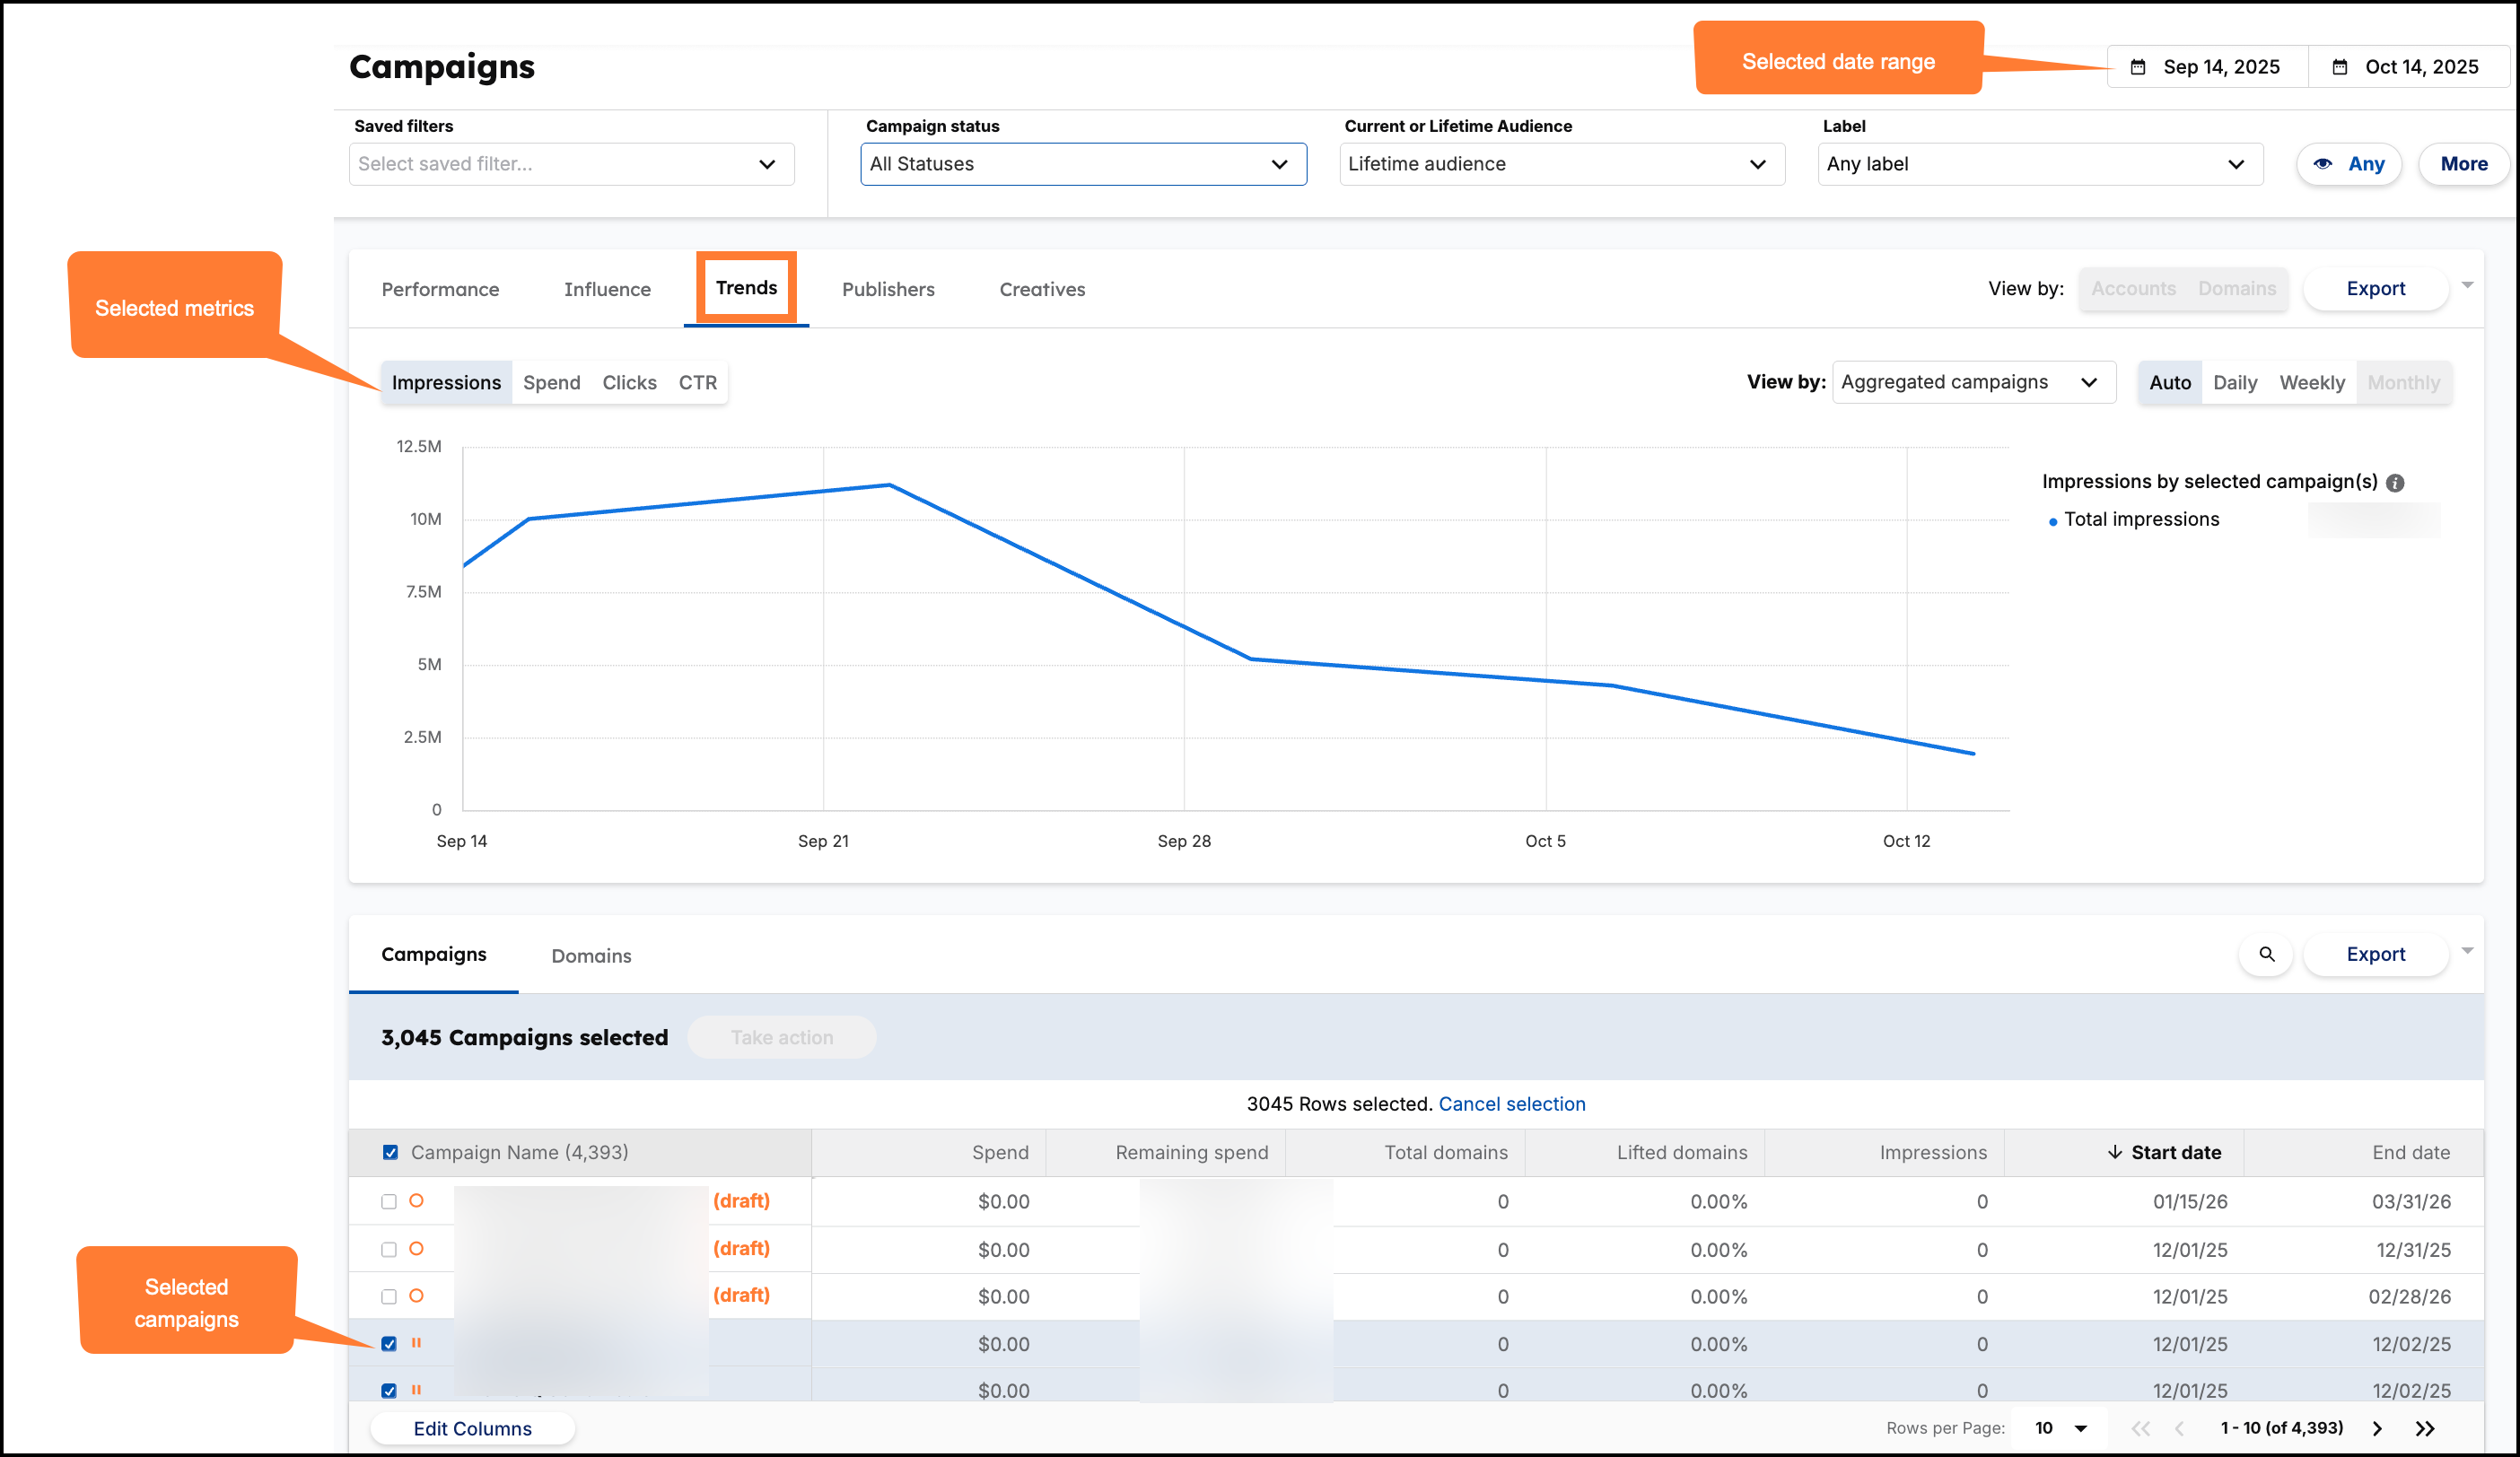 Campaigns
Selected date range
Sep 14, 2025
Oct 14, 2025
Saved filters
Campaign status
Current or Lifetime Audience
Label
Select saved filter...
All Statuses
Lifetime audience
Any label
Any
More
Selected metrics
Performance
Influence
Trends
Publishers
Creatives
View by:
Accounts
Domains
Export
Impressions
Spend
Clicks
CTR
View by:
Aggregated campaigns
Auto
Daily
Weekly
Monthly
12.5M
10M
7.5M
5M
2.5M
0
Sep 14
Sep 21
Sep 28
Oct 5
Oct 12
Impressions by selected campaign(s)
Total impressions
Campaigns
Domains
Export
3,045 Campaigns selected
Take action
3045 Rows selected. Cancel selection
Campaign Name (4,393) Spend Remaining spend Total domains Lifted domains Impressions Start date End date
(draft) $0.00 0 0.00% 0 01/15/26 03/31/26
(draft) $0.00 0 0.00% 0 12/01/25 12/31/25
(draft) $0.00 0 0.00% 0 12/01/25 02/28/26
$0.00 0 0.00% 0 12/01/25 12/02/25
$0.00 0 0.00% 0 12/01/25 12/02/25
Selected
campaigns
Edit Columns
Rows per Page: 10
1 - 10 (of 4,393)